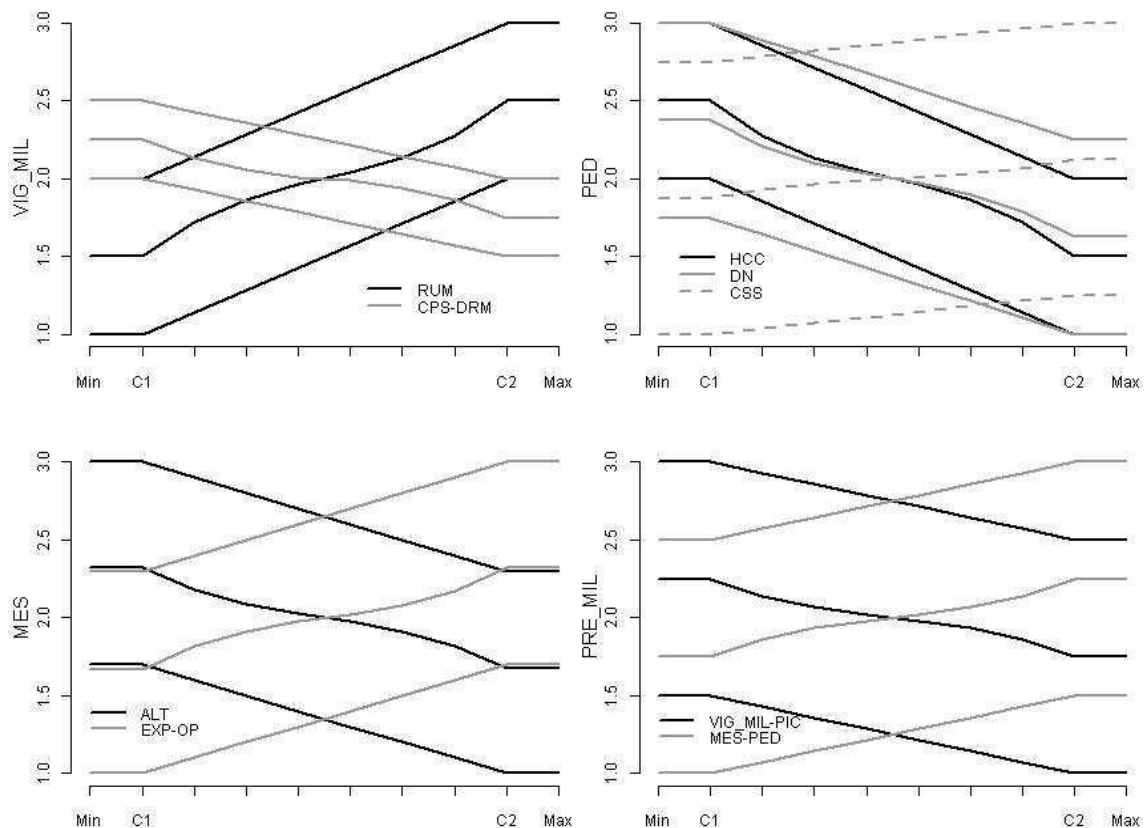 VIG_MIL
3.0
2.5
2.0
1.5
1.0
RUM
CPS-DRM
Min C1 C2 Max
PED
3.0
2.5
2.0
1.5
1.0
HCC
DN
CSS
Min C1 C2 Max
MES
3.0
2.5
2.0
1.5
1.0
ALT
EXP-OP
Min C1 C2 Max
PRE_MIL
3.0
2.5
2.0
1.5
1.0
VIG_MIL-PIC
MES-PED
Min C1 C2 Max